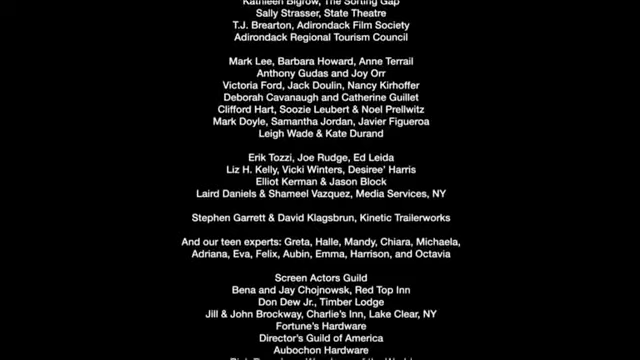 Kathleen Bigrow, The Sorting Gap
Sally Strasser, State Theatre
T.J. Brearton, Adirondack Film Society
Adirondack Regional Tourism Council
Mark Lee, Barbara Howard, Anne Terrail
Anthony Gudas and Joy Orr
Victoria Ford, Jack Doulin, Nancy Kirhoffer
Deborah Cavanaugh and Catherine Guillet
Clifford Hart, Soozie Leubert & Noel Prellwitz
Mark Doyle, Samantha Jordan, Javier Figueroa
Leigh Wade & Kate Durand
Erik Tozzi, Joe Rudge, Ed Leida
Liz H. Kelly, Vicki Winters, Desiree' Harris
Elliot Kerman & Jason Block
Laird Daniels & Shameel Vazquez, Media Services, NY
Stephen Garrett & David Klagsbrun, Kinetic Trailerworks
And our teen experts: Greta, Halle, Mandy, Chiara, Michaela,
Adriana, Eva, Felix, Aubin, Emma, Harrison, and Octavia
Screen Actors Guild
Bena and Jay Chojnowsk, Red Top Inn
Don Dew Jr., Timber Lodge
Jill & John Brockway, Charlie's Inn, Lake Clear, NY
Fortune's Hardware
Director's Guild of America
Aubochon Hardware